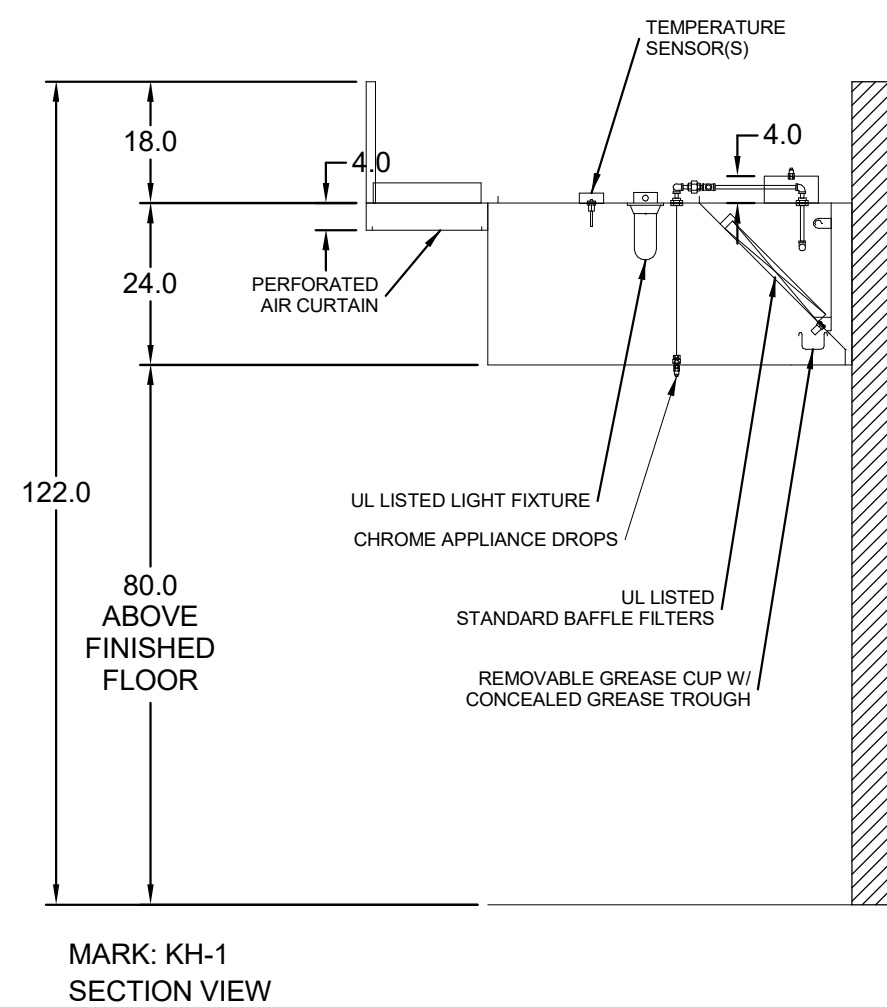 TEMPERATURE
SENSOR(S)
18.0
4.0
4.0
24.0
PERFORATED
AIR CURTAIN
122.0
UL LISTED LIGHT FIXTURE
CHROME APPLIANCE DROPS
80.0
ABOVE
FINISHED
FLOOR
UL LISTED
STANDARD BAFFLE FILTERS
REMOVABLE GREASE CUP W/
CONCEALED GREASE TROUGH
MARK: KH-1
SECTION VIEW